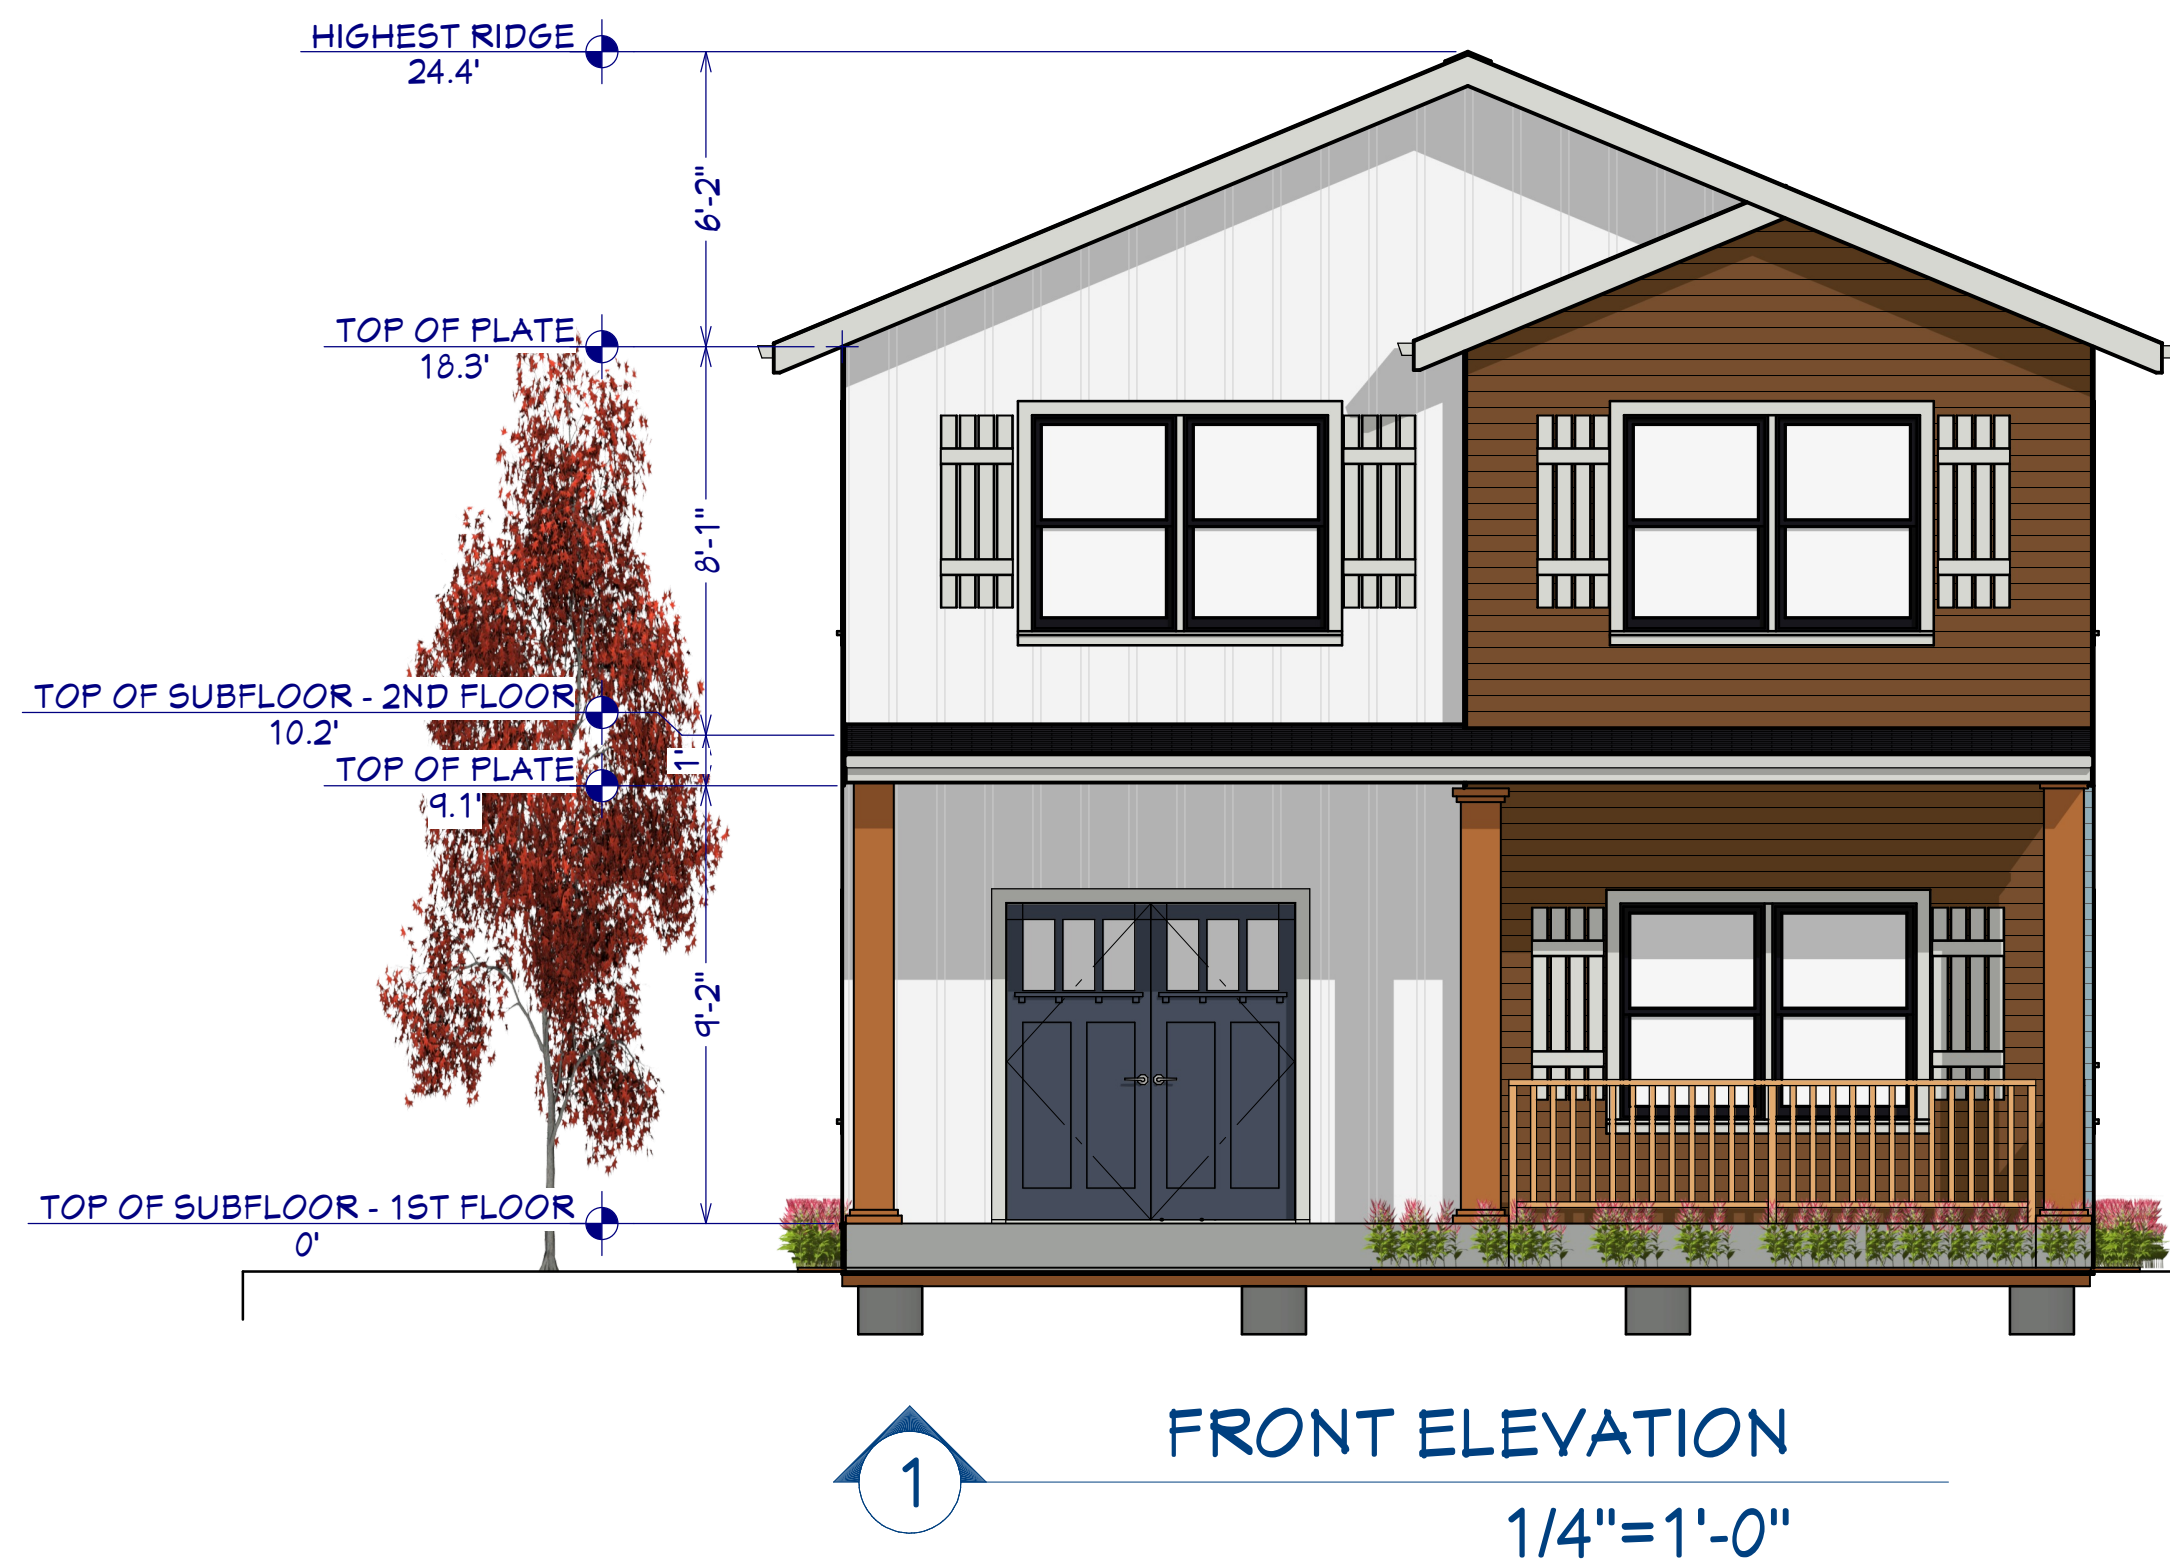 HIGHEST RIDGE
24.4'
6'-2"
TOP OF PLATE
18.3'
8'-1"
TOP OF SUBFLOOR - 2ND FLOOR
10.2'
1'
TOP OF PLATE
9.1'
9'-2"
TOP OF SUBFLOOR - 1ST FLOOR
0'
1
FRONT ELEVATION
1/4"=1'-0"